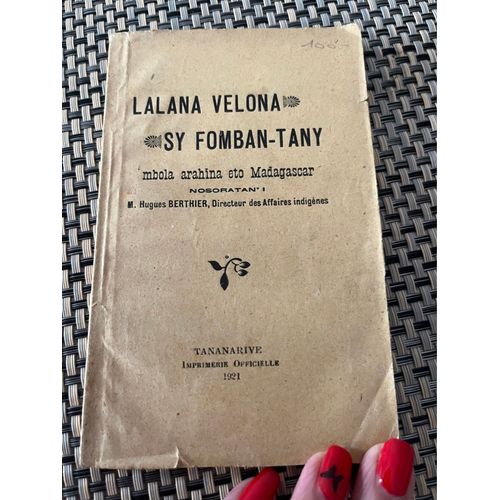 100-
LALANA VELONA
SY FOMBAN-TANY
mbola arahina eto Madagascar
NOSORATAN' I
M. Hugues BERTHIER, Directeur des Affaires indigènes
TANANARIVE
IMPRIMERIE OFFICIELLE
1921